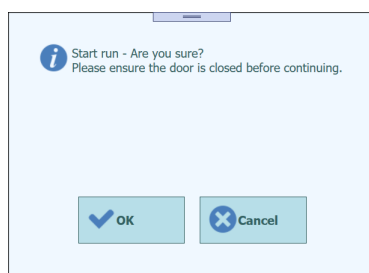 Start run - Are you sure?
Please ensure the door is closed before continuing.
OK
Cancel